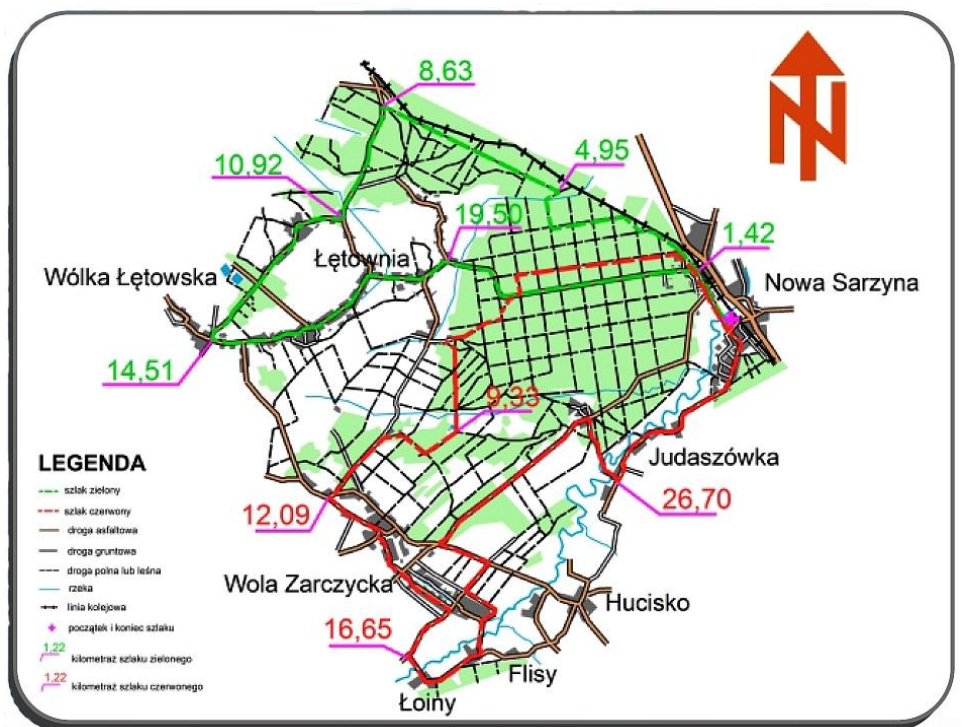 8,63
4,95
10,92
19,50
1,42
Łętownia
Wólka Łętowska
Nowa Sarzyna
14,51
9,33
LEGENDA
szlak zielony
szlak czerwony
droga asfaltowa
droga gruntowa
droga polna lub leśna
rzeka
linia kolejowa
początek i koniec szlaku
1,22
kilometraż szlaku zielonego
1,22
kilometraż szlaku czerwonego
Judaszówka
26,70
12,09
Wola Zarczycka
Hucisko
16,65
Flisy
Łoiny